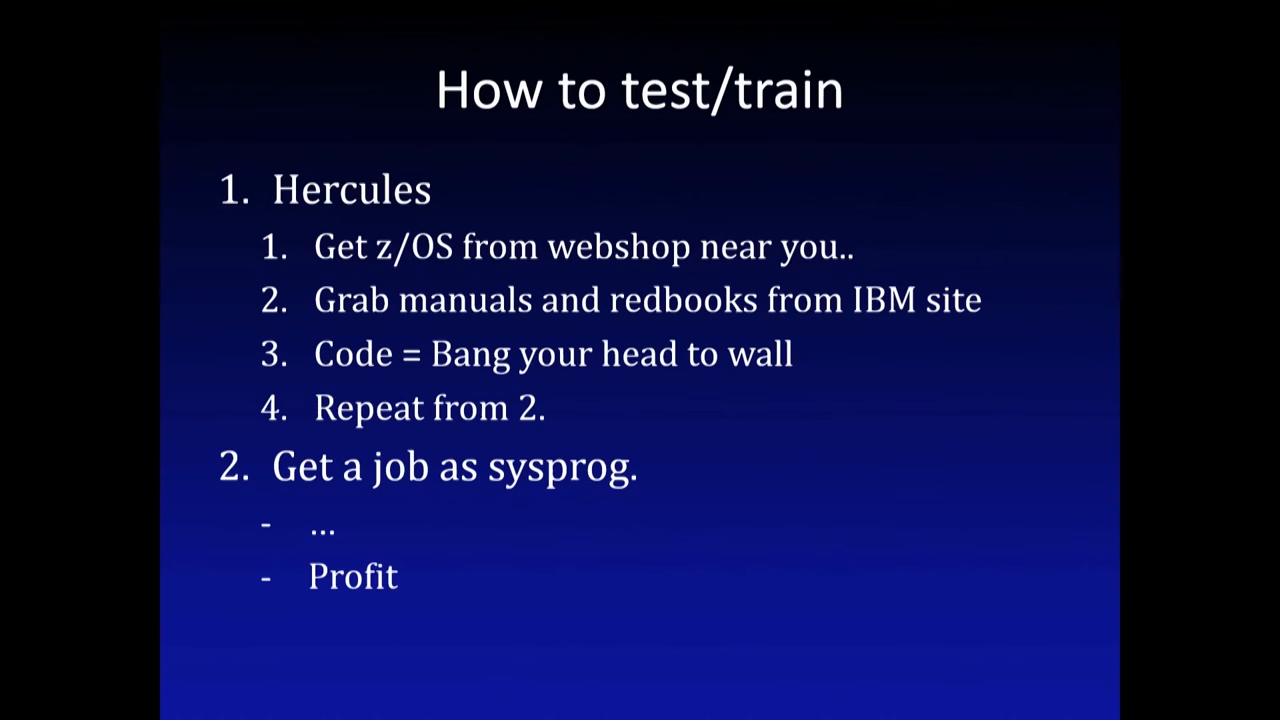 How to test/train
1. Hercules
1. Get z/OS from webshop near you..
2. Grab manuals and redbooks from IBM site
3. Code = Bang your head to wall
4. Repeat from 2.
2. Get a job as sysprog.
- ...
- Profit